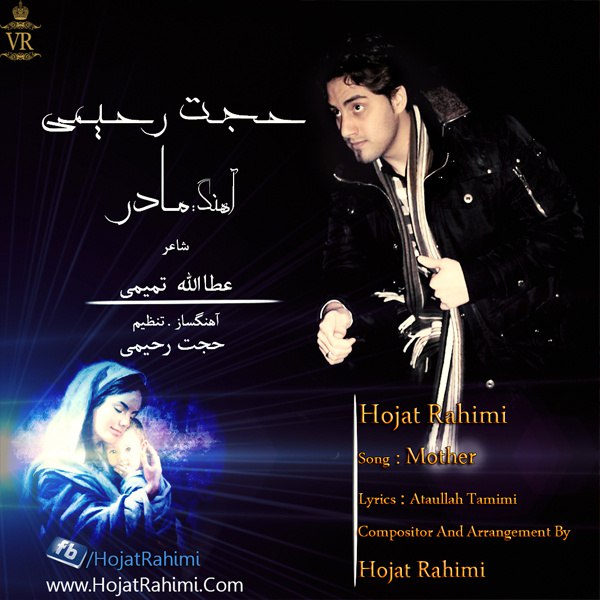 VR
حجت رحیمی
آهنگ: مادر
شاعر
عطاالله تمیمی
آهنگساز . تنظیم
حجت رحیمی
Hojat Rahimi
Song : Mother
Lyrics : Ataullah Tamimi
Compositor And Arrangement By
Hojat Rahimi
fb/HojatRahimi
www.HojatRahimi.Com